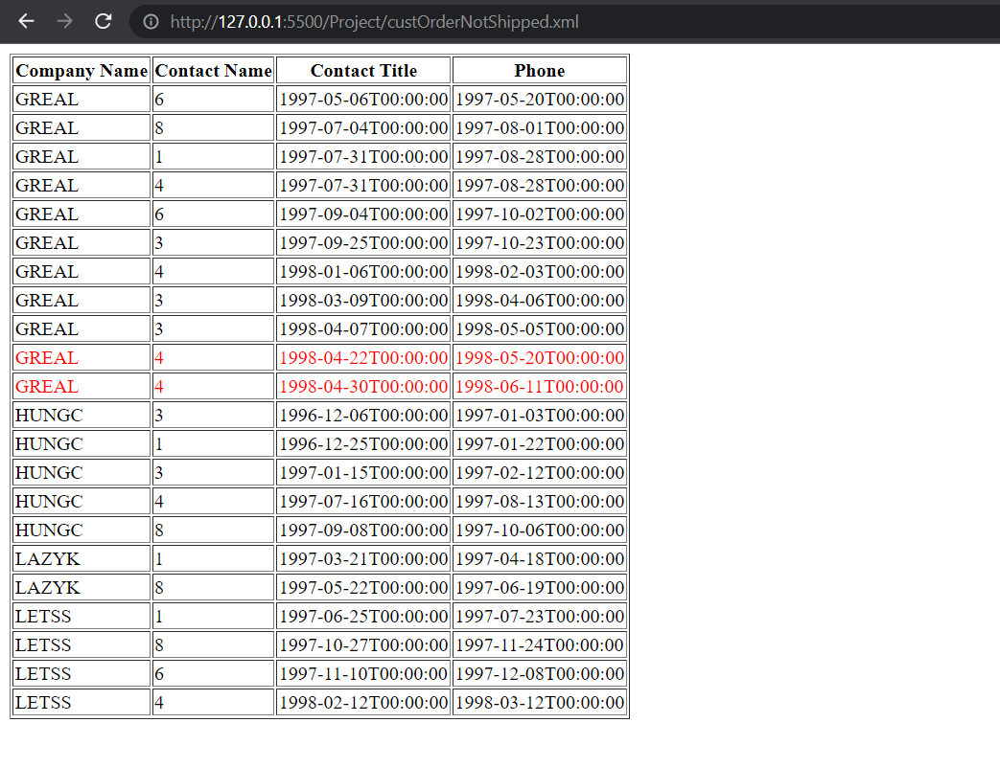 http://127.0.0.1:5500/Project/custOrderNotShipped.xml
Company Name Contact Name Contact Title Phone
GREAL 6 1997-05-06T00:00:00 1997-05-20T00:00:00
GREAL 8 1997-07-04T00:00:00 1997-08-01T00:00:00
GREAL 1 1997-07-31T00:00:00 1997-08-28T00:00:00
GREAL 4 1997-07-31T00:00:00 1997-08-28T00:00:00
GREAL 6 1997-09-04T00:00:00 1997-10-02T00:00:00
GREAL 3 1997-09-25T00:00:00 1997-10-23T00:00:00
GREAL 4 1998-01-06T00:00:00 1998-02-03T00:00:00
GREAL 3 1998-03-09T00:00:00 1998-04-06T00:00:00
GREAL 3 1998-04-07T00:00:00 1998-05-05T00:00:00
GREAL 4 1998-04-22T00:00:00 1998-05-20T00:00:00
GREAL 4 1998-04-30T00:00:00 1998-06-11T00:00:00
HUNGC 3 1996-12-06T00:00:00 1997-01-03T00:00:00
HUNGC 1 1996-12-25T00:00:00 1997-01-22T00:00:00
HUNGC 3 1997-01-15T00:00:00 1997-02-12T00:00:00
HUNGC 4 1997-07-16T00:00:00 1997-08-13T00:00:00
HUNGC 8 1997-09-08T00:00:00 1997-10-06T00:00:00
LAZYK 1 1997-03-21T00:00:00 1997-04-18T00:00:00
LAZYK 8 1997-05-22T00:00:00 1997-06-19T00:00:00
LETSS 1 1997-06-25T00:00:00 1997-07-23T00:00:00
LETSS 8 1997-10-27T00:00:00 1997-11-24T00:00:00
LETSS 6 1997-11-10T00:00:00 1997-12-08T00:00:00
LETSS 4 1998-02-12T00:00:00 1998-03-12T00:00:00